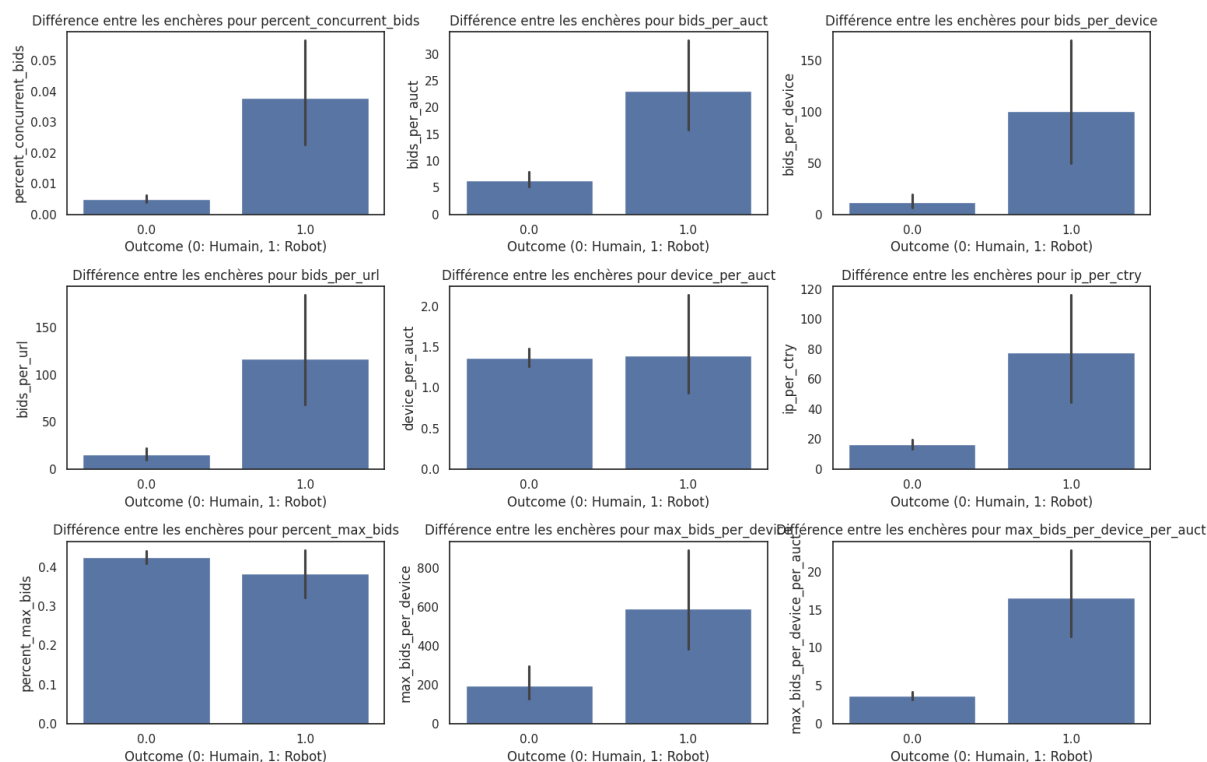 Différence entre les enchères pour percent_concurrent_bids
percent_concurrent_bids
0.05
0.04
0.03
0.02
0.01
0.00
0.0 1.0
Outcome (0: Humain, 1: Robot)
Différence entre les enchères pour bids_per_auct
bids_per_auct
30
25
20
15
10
5
0
0.0 1.0
Outcome (0: Humain, 1: Robot)
Différence entre les enchères pour bids_per_device
bids_per_device
150
100
50
0
0.0 1.0
Outcome (0: Humain, 1: Robot)
Différence entre les enchères pour bids_per_url
bids_per_url
150
100
50
0
0.0 1.0
Outcome (0: Humain, 1: Robot)
Différence entre les enchères pour device_per_auct
device_per_auct
2.0
1.5
1.0
0.5
0.0
0.0 1.0
Outcome (0: Humain, 1: Robot)
Différence entre les enchères pour ip_per_ctry
ip_per_ctry
120
100
80
60
40
20
0
0.0 1.0
Outcome (0: Humain, 1: Robot)
Différence entre les enchères pour percent_max_bids
percent_max_bids
0.4
0.3
0.2
0.1
0.0
0.0 1.0
Outcome (0: Humain, 1: Robot)
Différence entre les enchères pour max_bids_per_device
max_bids_per_device
800
600
400
200
0
0.0 1.0
Outcome (0: Humain, 1: Robot)
Différence entre les enchères pour max_bids_per_device_per_auct
max_bids_per_device_per_auct
20
15
10
5
0
0.0 1.0
Outcome (0: Humain, 1: Robot)